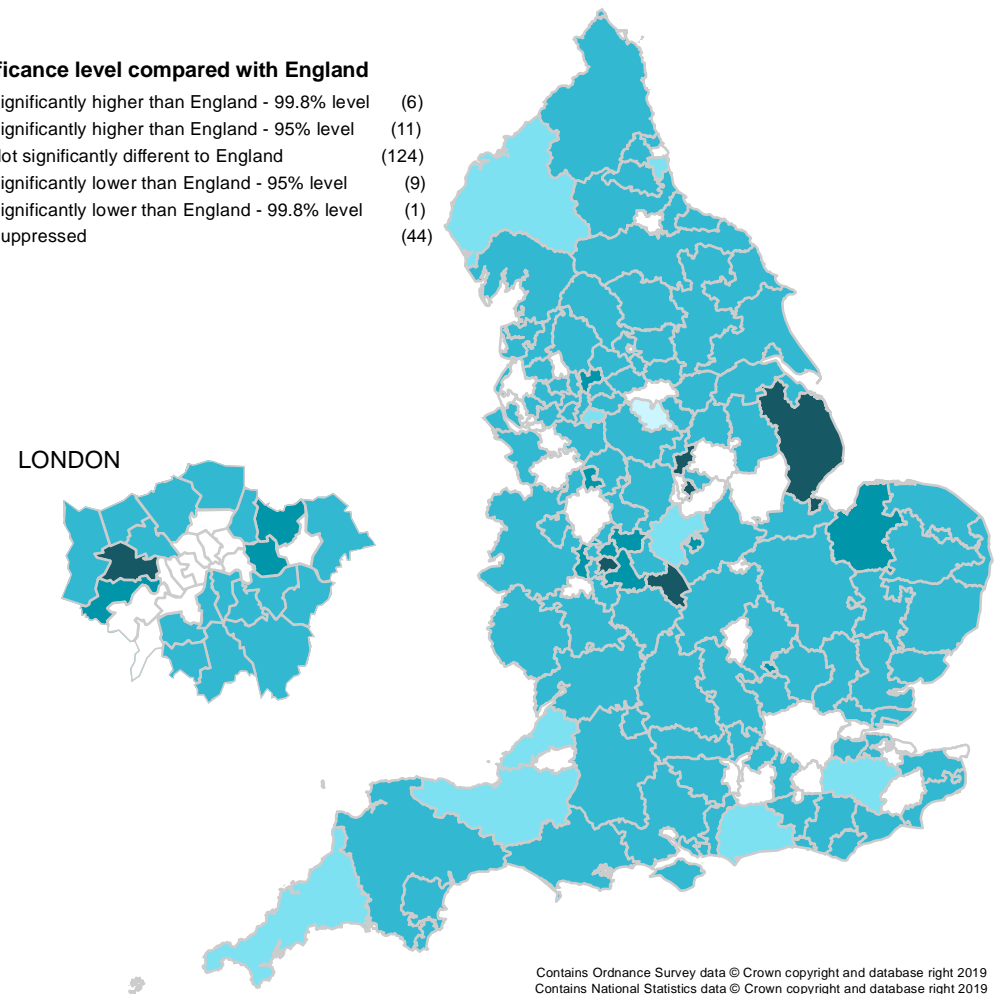 ficance level compared with England
ignificantly higher than England - 99.8% level (6)
ignificantly higher than England - 95% level (11)
lot significantly different to England (124)
ignificantly lower than England - 95% level (9)
ignificantly lower than England - 99.8% level (1)
uppressed (44)
LONDON
Contains Ordnance Survey data © Crown copyright and database right 2019
Contains National Statistics data © Crown copyright and database right 2019